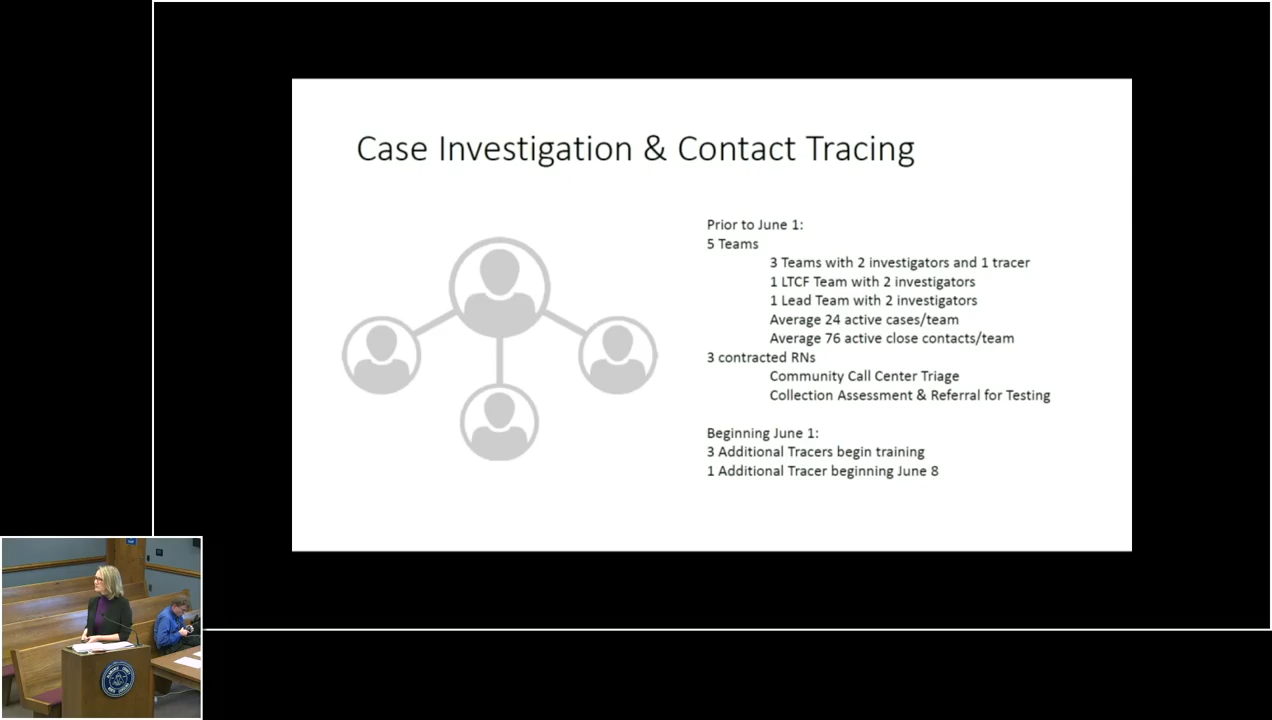 Case Investigation & Contact Tracing
Prior to June 1:
5 Teams
3 Teams with 2 investigators and 1 tracer
1 LTCF Team with 2 investigators
1 Lead Team with 2 investigators
Average 24 active cases/team
Average 76 active close contacts/team
3 contracted RNs
Community Call Center Triage
Collection Assessment & Referral for Testing
Beginning June 1:
3 Additional Tracers begin training
1 Additional Tracer beginning June 8